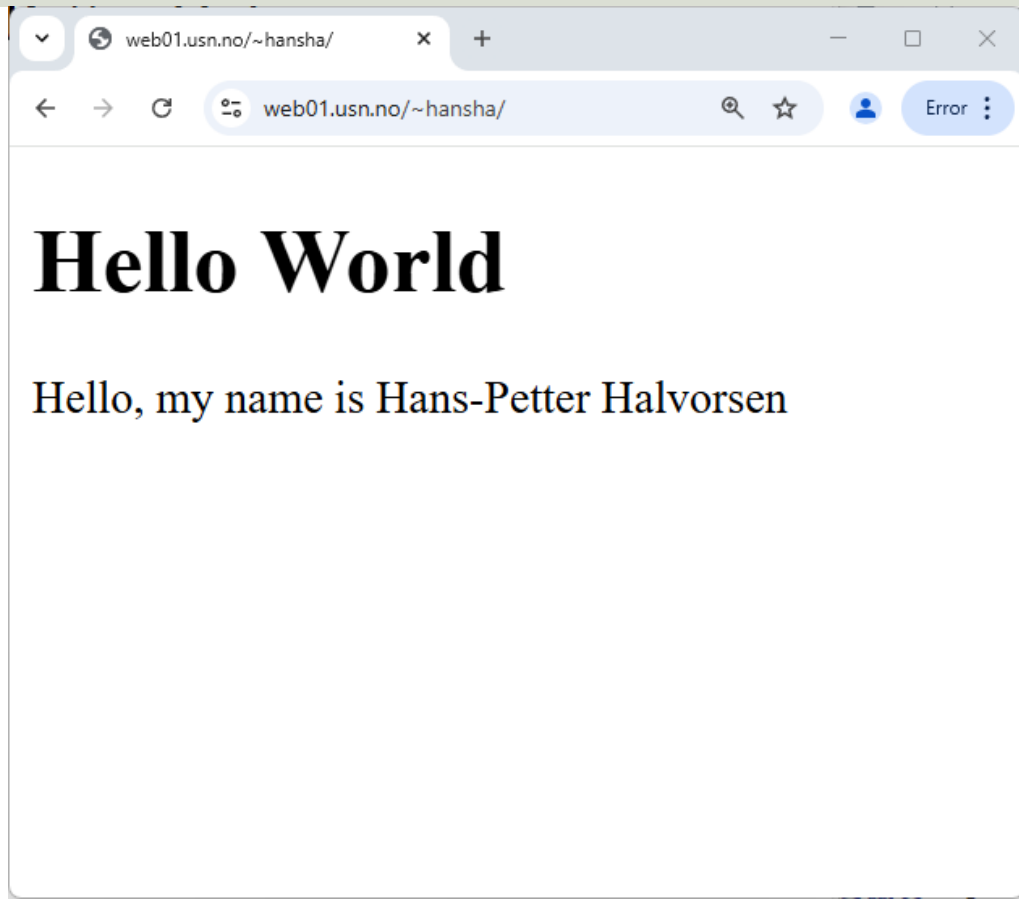 web01.usn.no/~hansha/
web01.usn.no/~hansha/
Error
Hello World
Hello, my name is Hans-Petter Halvorsen